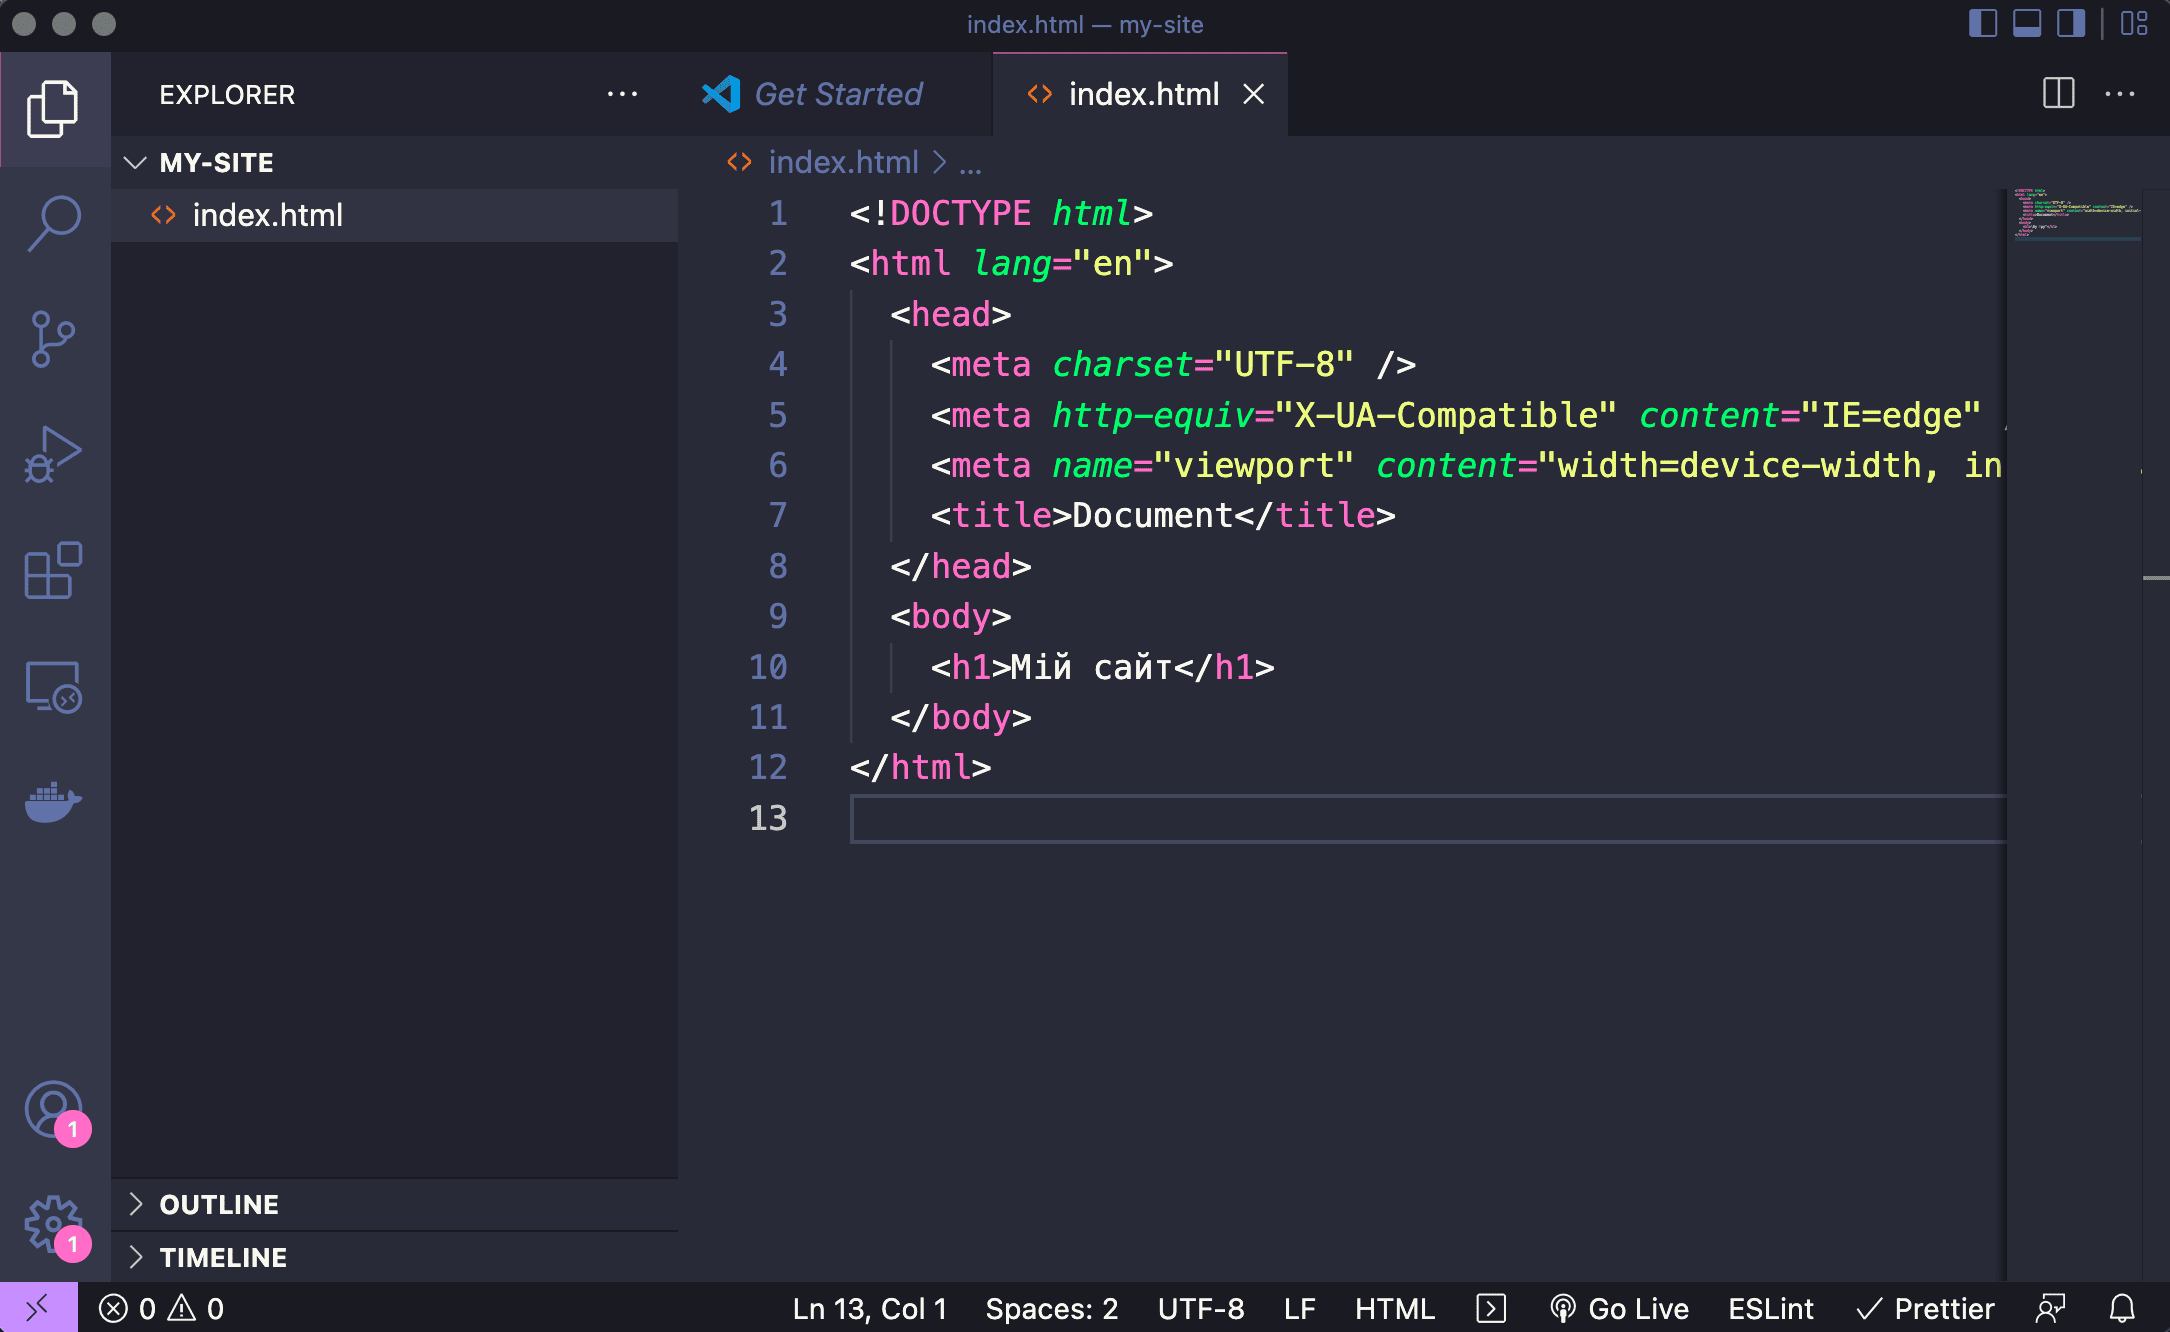 index.html — my-site
EXPLORER
Get Started
index.html
MY-SITE
index.html > ...
index.html
1 <!DOCTYPE html>
2 <html lang="en">
3 <head>
4 <meta charset="UTF-8" />
5 <meta http-equiv="X-UA-Compatible" content="IE=edge"
6 <meta name="viewport" content="width=device-width, in
7 <title>Document</title>
8 </head>
9 <body>
10 <h1>Мій сайт</h1>
11 </body>
12 </html>
13
1
OUTLINE
1
TIMELINE
0 0 Ln 13, Col 1 Spaces: 2 UTF-8 LF HTML Go Live ESLint Prettier